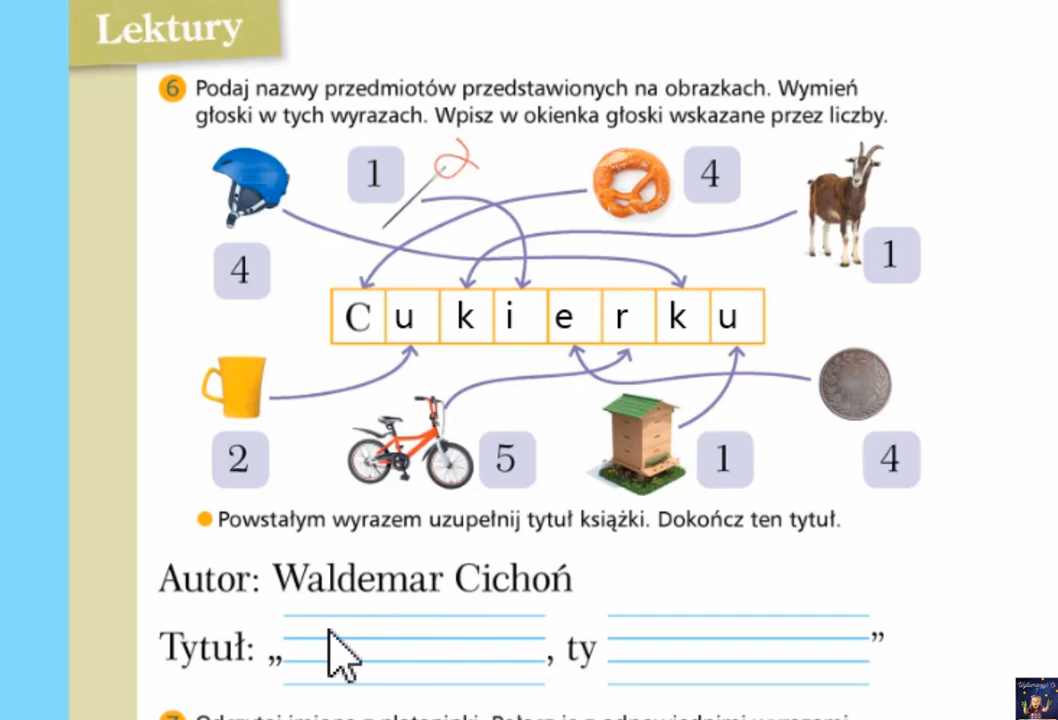 Lektury
6 Podaj nazwy przedmiotów przedstawionych na obrazkach. Wymień
głoski w tych wyrazach. Wpisz w okienka głoski wskazane przez liczby.
1 4
4 1
C u k i e r k u
2 5 1 4
Powstałym wyrazem uzupełnij tytuł książki. Dokończ ten tytuł.
Autor: Waldemar Cichoń
Tytuł: „ , ty ”